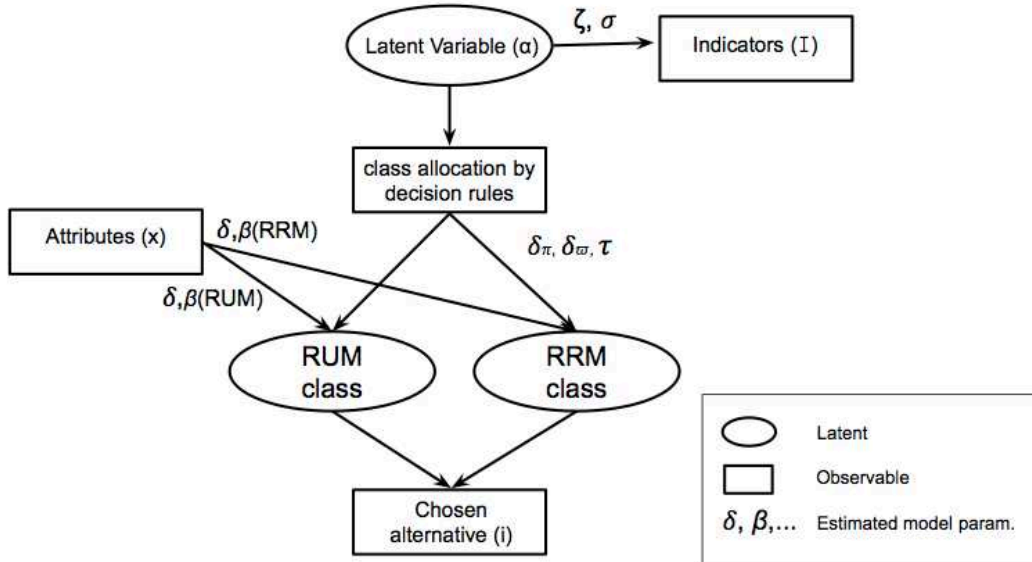 ζ, σ
Latent Variable (α)
Indicators (I)
class allocation by
decision rules
Attributes (x)
δ,β(RRM)
δπ, δϖ, τ
δ,β(RUM)
RUM
class
RRM
class
Latent
Observable
Chosen
alternative (i)
δ, β,... Estimated model param.